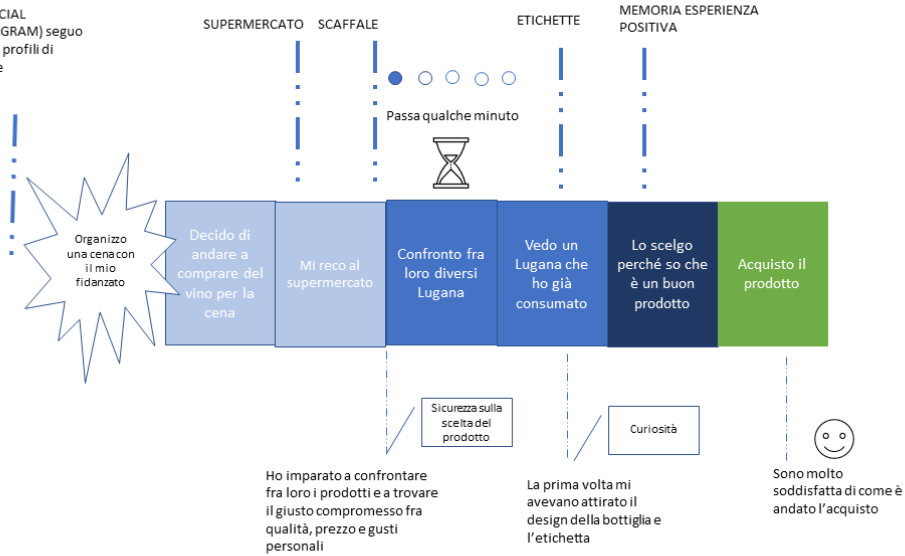 CIAL
GRAM) seguo
profili di
e
SUPERMERCATO
SCAFFALE
ETICHETTE
MEMORIA ESPERIENZA
POSITIVA
Passa qualche minuto
Organizzo
una cena con
il mio
fidanzato
Decido di
andare a
comprare del
vino per la
cena
Mi reco al
supermercato
Confronto fra
loro diversi
Lugana
Vedo un
Lugana che
ho già
consumato
Lo scelgo
perché so che
è un buon
prodotto
Acquisto il
prodotto
Sicurezza sulla
scelta del
prodotto
Curiosità
Ho imparato a confrontare
fra loro i prodotti e a trovare
il giusto compromesso fra
qualità, prezzo e gusti
personali
La prima volta mi
avevano attirato il
design della bottiglia e
l'etichetta
Sono molto
soddisfatta di come è
andato l'acquisto